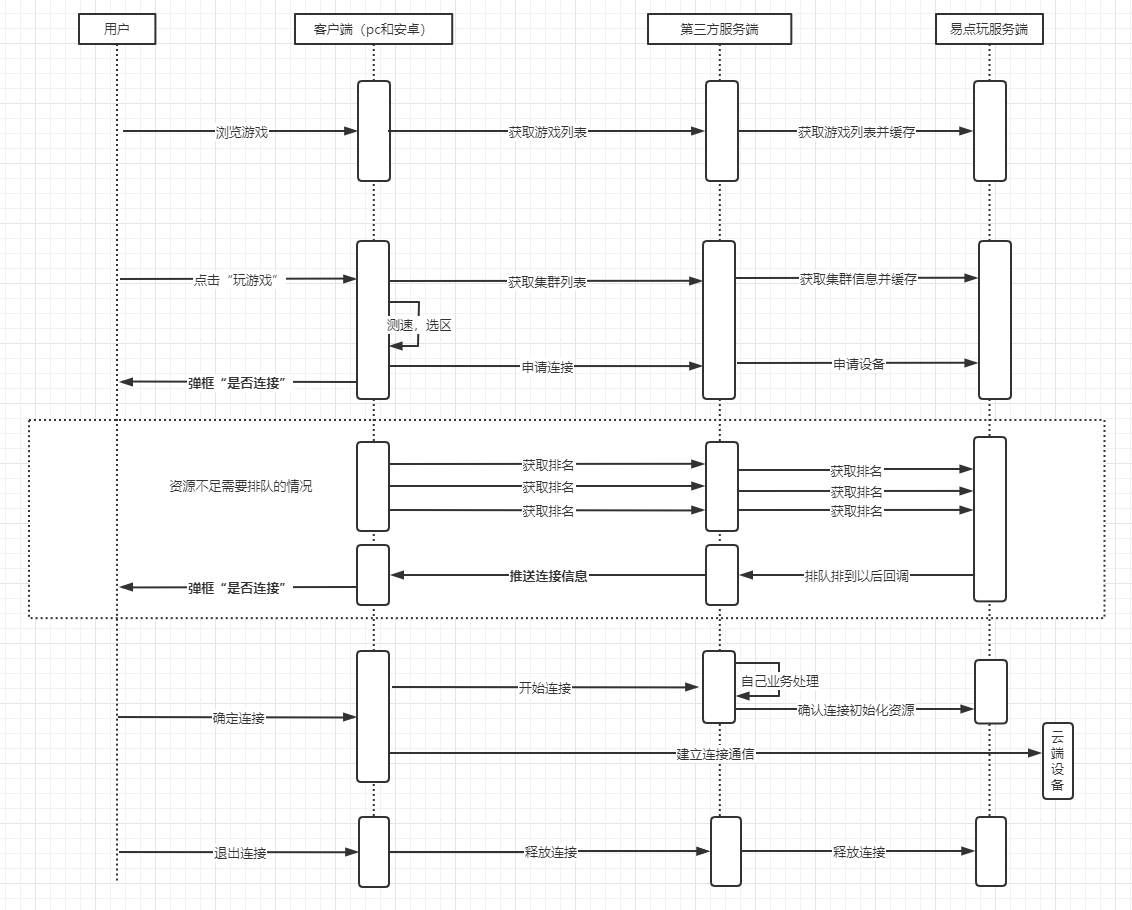 用户
客户端（pc和安卓）
第三方服务端
易点玩服务端
浏览游戏
获取游戏列表
获取游戏列表并缓存
点击“玩游戏”
获取集群列表
获取集群信息并缓存
测速，选区
申请连接
申请设备
弹框“是否连接”
资源不足需要排队的情况
获取排名
获取排名
获取排名
获取排名
获取排名
获取排名
弹框“是否连接”
推送连接信息
排队排到以后回调
开始连接
自己业务处理
确定连接
确认连接初始化资源
建立连接通信
云
端
设
备
退出连接
释放连接
释放连接